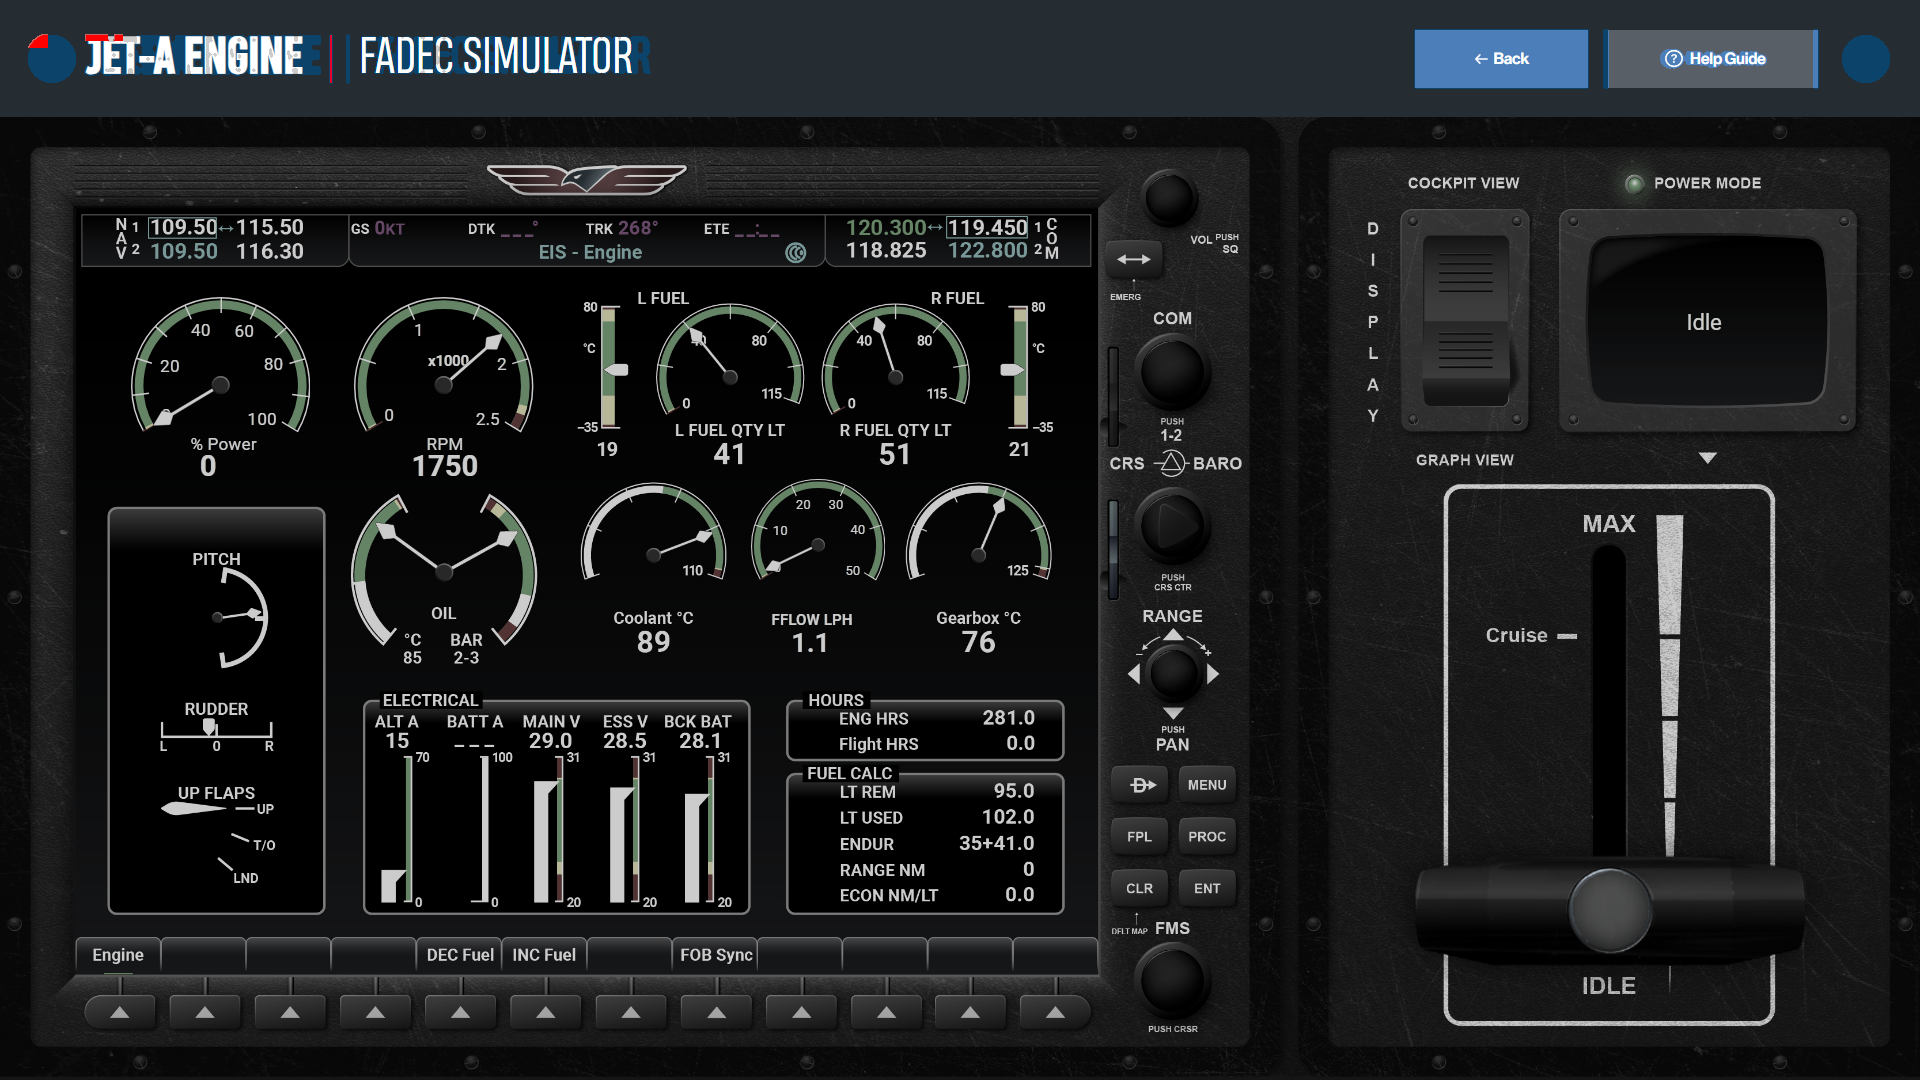 JET-A ENGINE | FADEC SIMULATOR
← Back
? Help Guide
NAV 1 109.50↔115.50
2 109.50 116.30
GS 0KT DTK ___° TRK 268° ETE __:__
EIS - Engine
120.300↔119.450 1 COM
118.825 122.800 2
VOL PUSH SQ
EMERG
COM
PUSH
1-2
CRS BARO
PUSH
CRS CTR
RANGE
- +
PUSH
PAN
D MENU
FPL PROC
CLR ENT
DFLT MAP FMS
PUSH CRSR
20 40 60 80 100
% Power
0
0 1 2 2.5
x1000
RPM
1750
80 °C -35
19
L FUEL
0 40 80 115
L FUEL QTY LT
41
R FUEL
0 40 80 115
R FUEL QTY LT
51
80 °C -35
21
PITCH
RUDDER
L 0 R
UP FLAPS
UP
T/O
LND
OIL
°C BAR
85 2-3
110
Coolant °C
89
10 20 30 40 50
FFLOW LPH
1.1
125
Gearbox °C
76
ELECTRICAL
ALT A BATT A MAIN V ESS V BCK BAT
15 ___ 29.0 28.5 28.1
70 100 31 31 31
0 0 20 20 20
HOURS
ENG HRS 281.0
Flight HRS 0.0
FUEL CALC
LT REM 95.0
LT USED 102.0
ENDUR 35+41.0
RANGE NM 0
ECON NM/LT 0.0
Engine DEC Fuel INC Fuel FOB Sync
COCKPIT VIEW
DISPLAY
GRAPH VIEW
POWER MODE
Idle
MAX
Cruise
IDLE